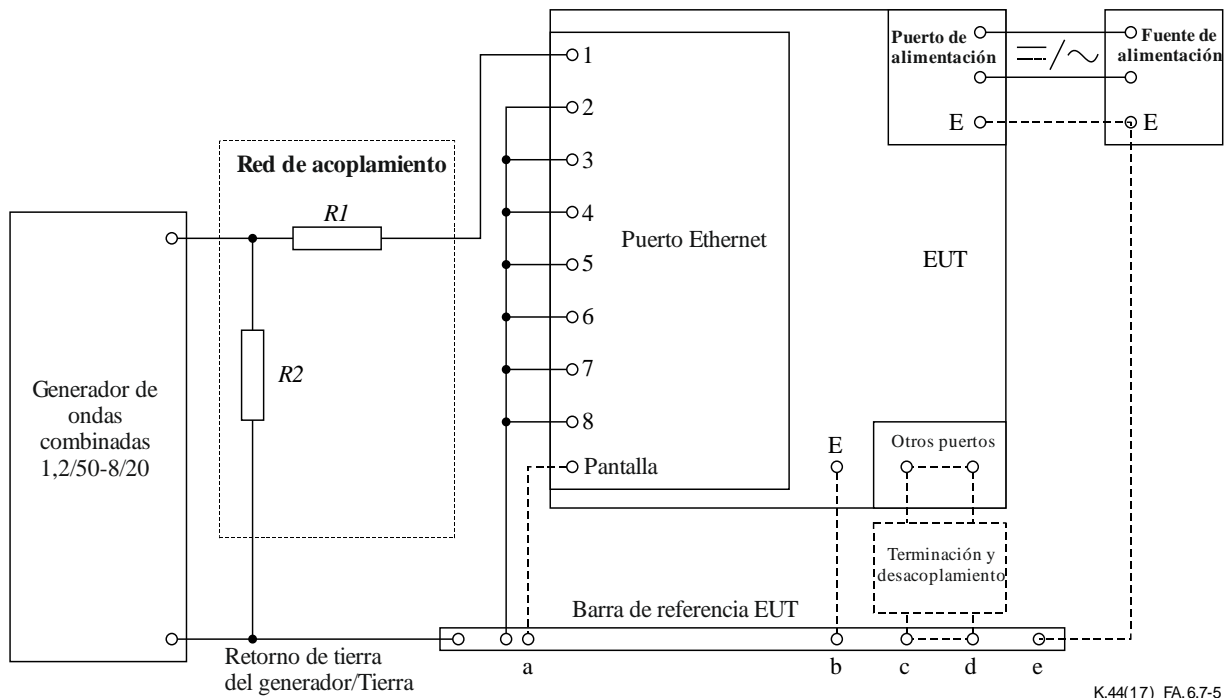 Puerto de
alimentación
Fuente de
alimentación
E
E
1
2
3
4
5
6
7
8
Pantalla
Puerto Ethernet
EUT
Red de acoplamiento
R1
R2
Generador de
ondas
combinadas
1,2/50-8/20
E
Otros puertos
Terminación y
desacoplamiento
Barra de referencia EUT
Retorno de tierra
del generador/Tierra
a
b
c
d
e
K.44(17)_FA.6.7-5